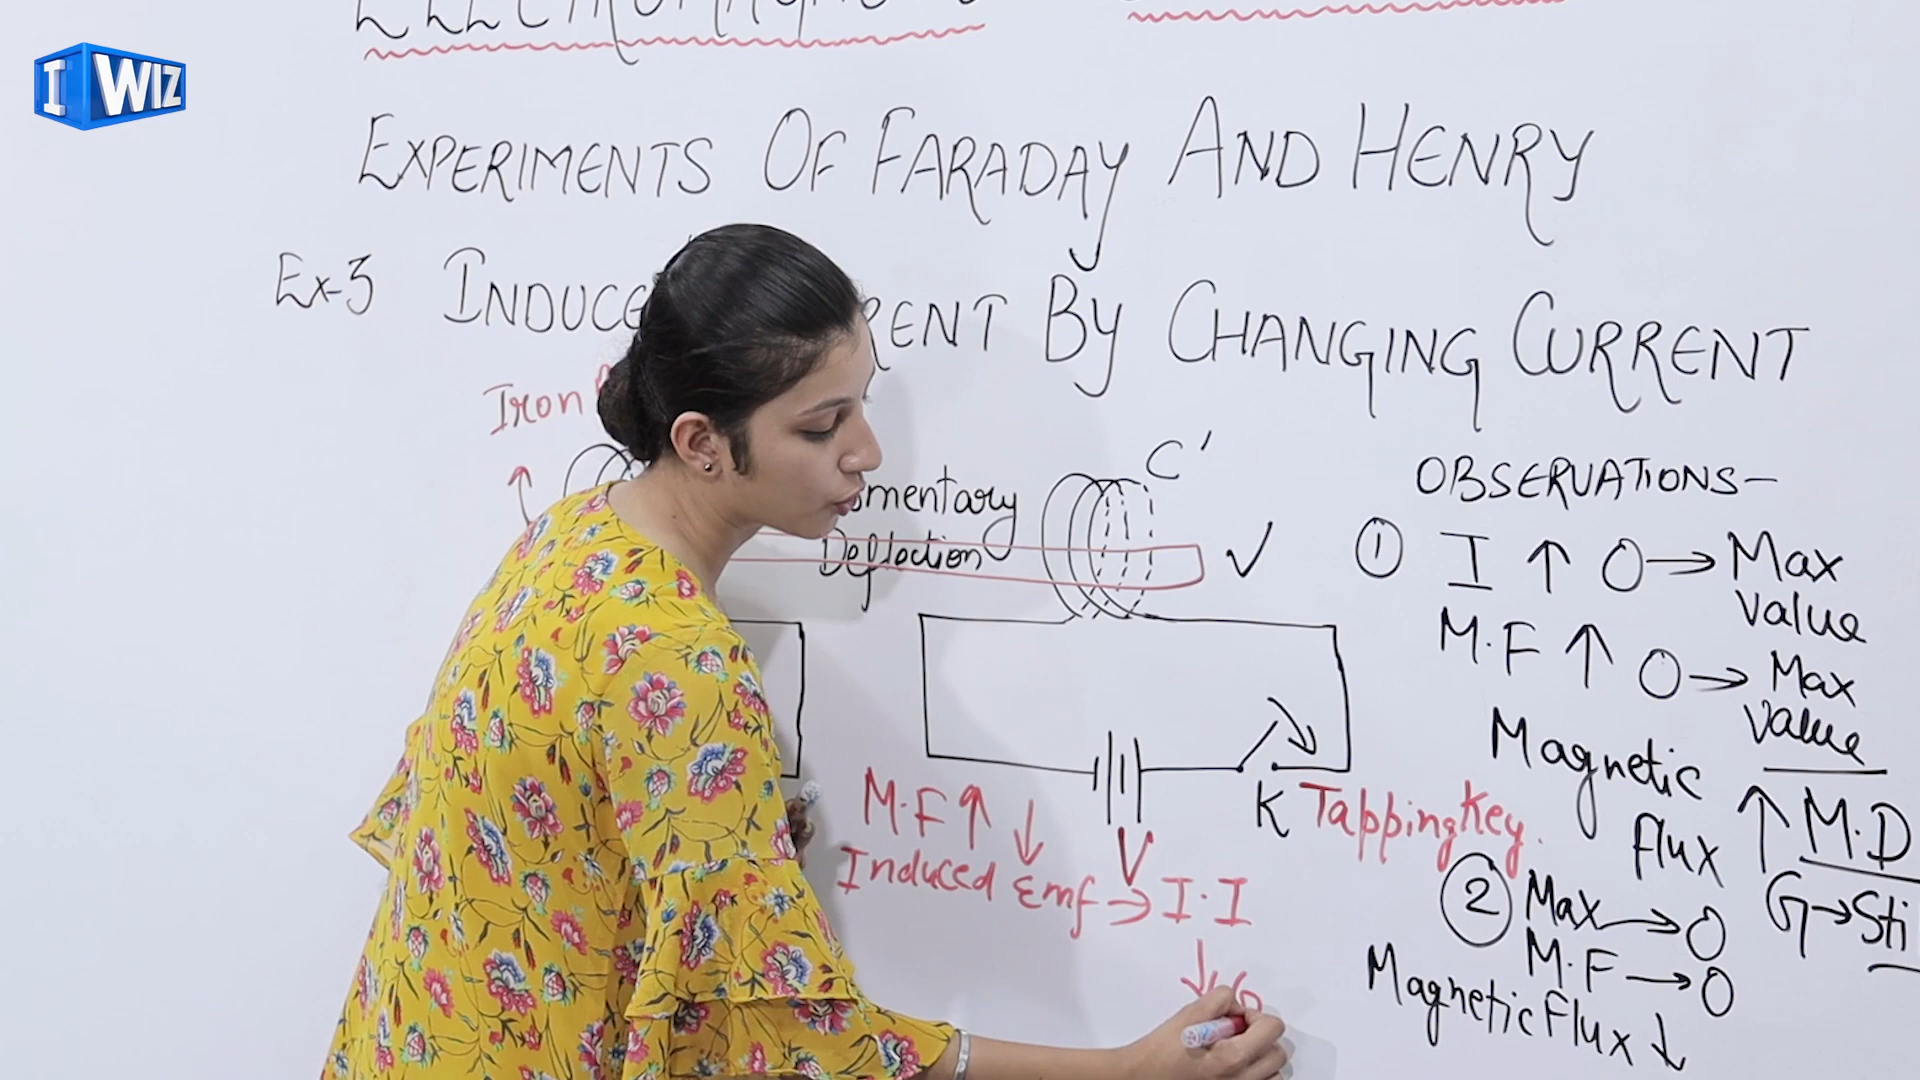 I WIZ
EXPERIMENTS OF FARADAY AND HENRY
Ex-3 INDUCE RENT BY CHANGING CURRENT
Iron
mentary
Deflection
C'
✓
K Tapping Key.
M.F ↑ ↓
Induced Emf → I.I
↓ G
OBSERVATIONS-
① I ↑ 0 → Max
Value
M.F ↑ 0 → Max
Value
Magnetic
flux ↑ M.D
G → Sti
② Max → 0
M.F → 0
Magnetic Flux ↓